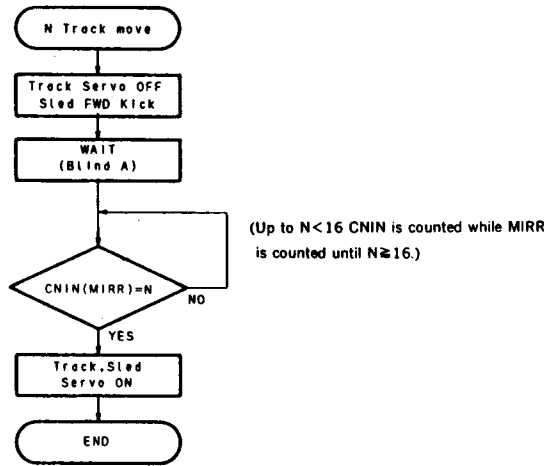 N Track move
Track Servo OFF
Sled FWD Kick
WAIT
(Blind A)
(Up to N<16 CNIN is counted while MIRR
is counted until N≧16.)
CNIN(MIRR)=N
NO
YES
Track,Sled
Servo ON
END